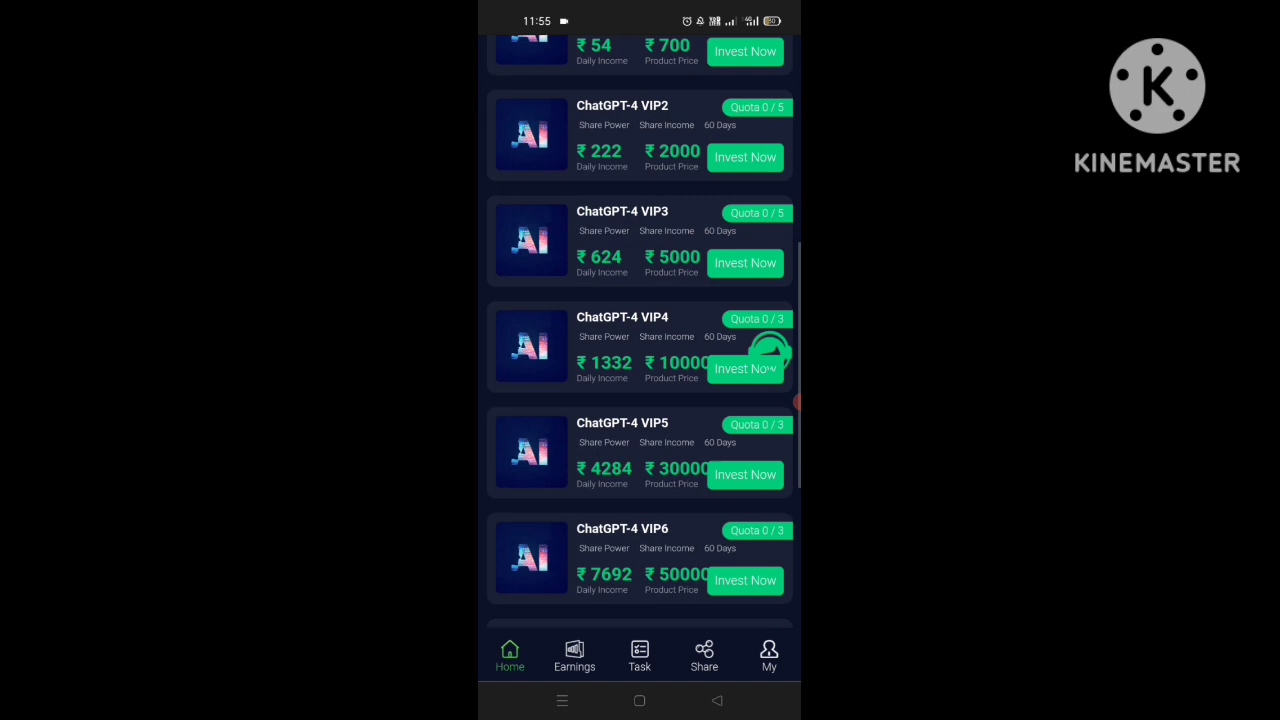 11:55
₹ 54 ₹ 700 Invest Now
Daily Income Product Price
ChatGPT-4 VIP2 Quota 0 / 5
Share Power Share Income 60 Days
₹ 222 ₹ 2000 Invest Now
Daily Income Product Price
ChatGPT-4 VIP3 Quota 0 / 5
Share Power Share Income 60 Days
₹ 624 ₹ 5000 Invest Now
Daily Income Product Price
ChatGPT-4 VIP4 Quota 0 / 3
Share Power Share Income 60 Days
₹ 1332 ₹ 10000 Invest Now
Daily Income Product Price
ChatGPT-4 VIP5 Quota 0 / 3
Share Power Share Income 60 Days
₹ 4284 ₹ 30000 Invest Now
Daily Income Product Price
ChatGPT-4 VIP6 Quota 0 / 3
Share Power Share Income 60 Days
₹ 7692 ₹ 50000 Invest Now
Daily Income Product Price
Home Earnings Task Share My
AI
AI
AI
AI
AI
K
KINEMASTER